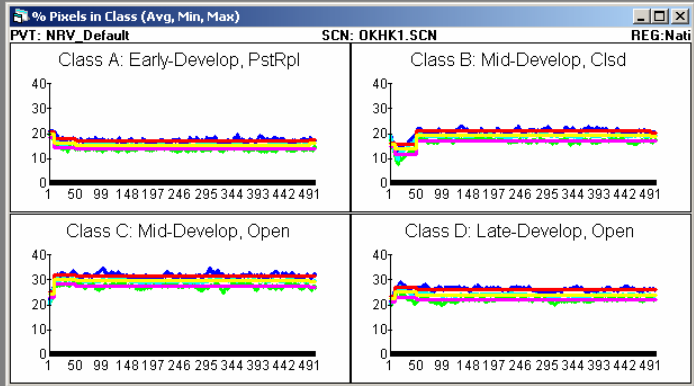 % Pixels in Class (Avg, Min, Max)
PVT: NRV_Default SCN: OKHK1.SCN REG:Nati
Class A: Early-Develop, PstRpl
40
30
20
10
0
1 50 99 148 197 246 295 344 393 442 491
Class B: Mid-Develop, Clsd
40
30
20
10
0
1 50 99 148 197 246 295 344 393 442 491
Class C: Mid-Develop, Open
40
30
20
10
0
1 50 99 148 197 246 295 344 393 442 491
Class D: Late-Develop, Open
40
30
20
10
0
1 50 99 148 197 246 295 344 393 442 491